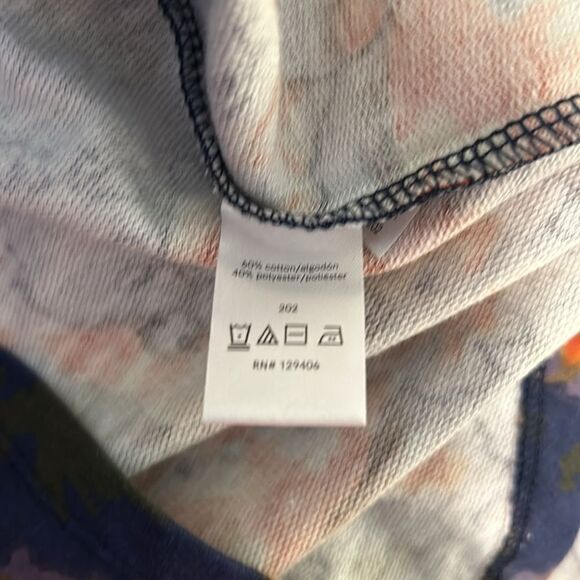 60% cotton/algodón
40% polyester/poliéster
202
RN# 129406